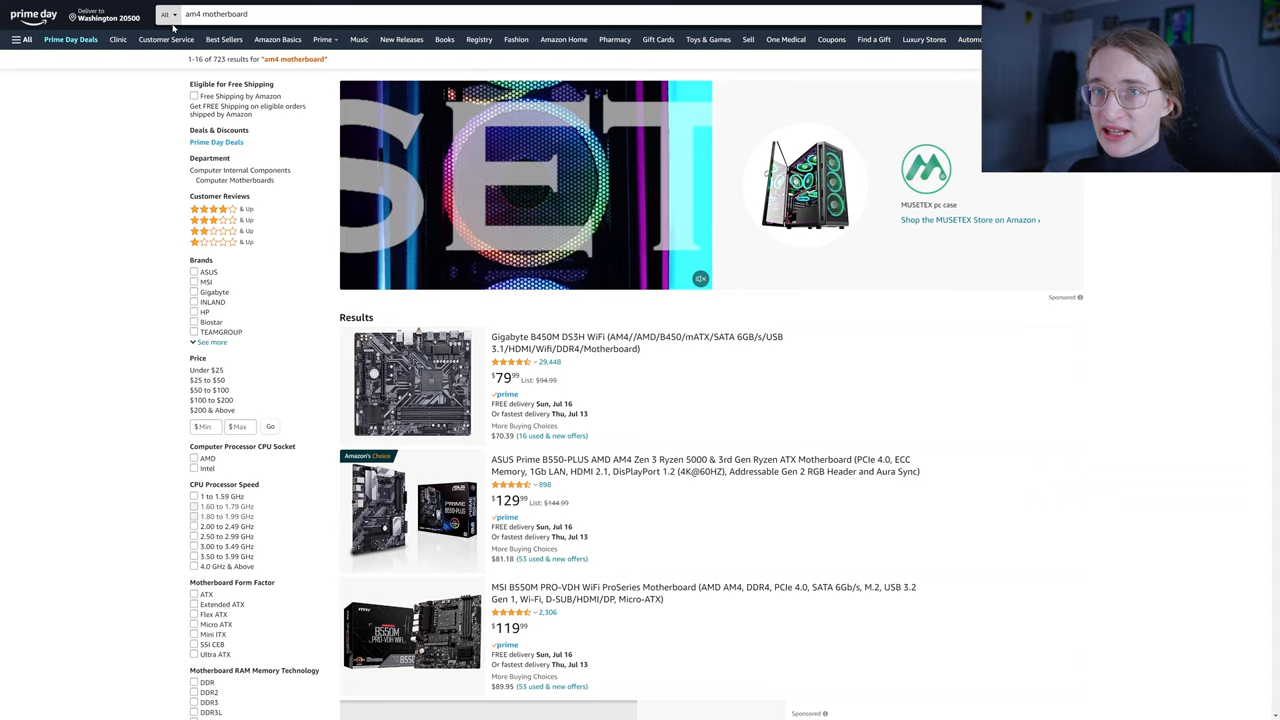 prime day
Deliver to
Washington 20500
All
am4 motherboard
All
Prime Day Deals
Clinic
Customer Service
Best Sellers
Amazon Basics
Prime
Music
New Releases
Books
Registry
Fashion
Amazon Home
Pharmacy
Gift Cards
Toys & Games
Sell
One Medical
Coupons
Find a Gift
Luxury Stores
1-16 of 723 results for "am4 motherboard"
Eligible for Free Shipping
Free Shipping by Amazon
Get FREE Shipping on eligible orders
shipped by Amazon
Deals & Discounts
Prime Day Deals
Department
Computer Internal Components
Computer Motherboards
Customer Reviews
& Up
& Up
& Up
& Up
Brands
ASUS
MSI
Gigabyte
INLAND
HP
Biostar
TEAMGROUP
See more
Price
Under $25
$25 to $50
$50 to $100
$100 to $200
$200 & Above
$ Min
$ Max
Go
Computer Processor CPU Socket
AMD
Intel
CPU Processor Speed
1 to 1.59 GHz
1.60 to 1.79 GHz
1.80 to 1.99 GHz
2.00 to 2.49 GHz
2.50 to 2.99 GHz
3.00 to 3.49 GHz
3.50 to 3.99 GHz
4.0 GHz & Above
Motherboard Form Factor
ATX
Extended ATX
Flex ATX
Micro ATX
Mini ITX
SSI CEB
Ultra ATX
Motherboard RAM Memory Technology
DDR
DDR2
DDR3
DDR3L
SET
MUSETEX pc case
Shop the MUSETEX Store on Amazon ›
Sponsored
Results
Gigabyte B450M DS3H WiFi (AM4//AMD/B450/mATX/SATA 6GB/s/USB
3.1/HDMI/Wifi/DDR4/Motherboard)
29,448
$79⁹⁹ List: $94.99
prime
FREE delivery Sun, Jul 16
Or fastest delivery Thu, Jul 13
More Buying Choices
$70.39 (16 used & new offers)
Amazon's Choice
ASUS Prime B550-PLUS AMD AM4 Zen 3 Ryzen 5000 & 3rd Gen Ryzen ATX Motherboard (PCIe 4.0, ECC
Memory, 1Gb LAN, HDMI 2.1, DisPlayPort 1.2 (4K@60HZ), Addressable Gen 2 RGB Header and Aura Sync)
898
$129⁹⁹ List: $144.99
prime
FREE delivery Sun, Jul 16
Or fastest delivery Thu, Jul 13
More Buying Choices
$81.18 (53 used & new offers)
PRIME
MSI B550M PRO-VDH WiFi ProSeries Motherboard (AMD AM4, DDR4, PCIe 4.0, SATA 6Gb/s, M.2, USB 3.2
Gen 1, Wi-Fi, D-SUB/HDMI/DP, Micro-ATX)
2,306
$119⁹⁹
prime
FREE delivery Sun, Jul 16
Or fastest delivery Thu, Jul 13
More Buying Choices
$89.95 (53 used & new offers)
B550M
PRO-VDH WIFI
Sponsored